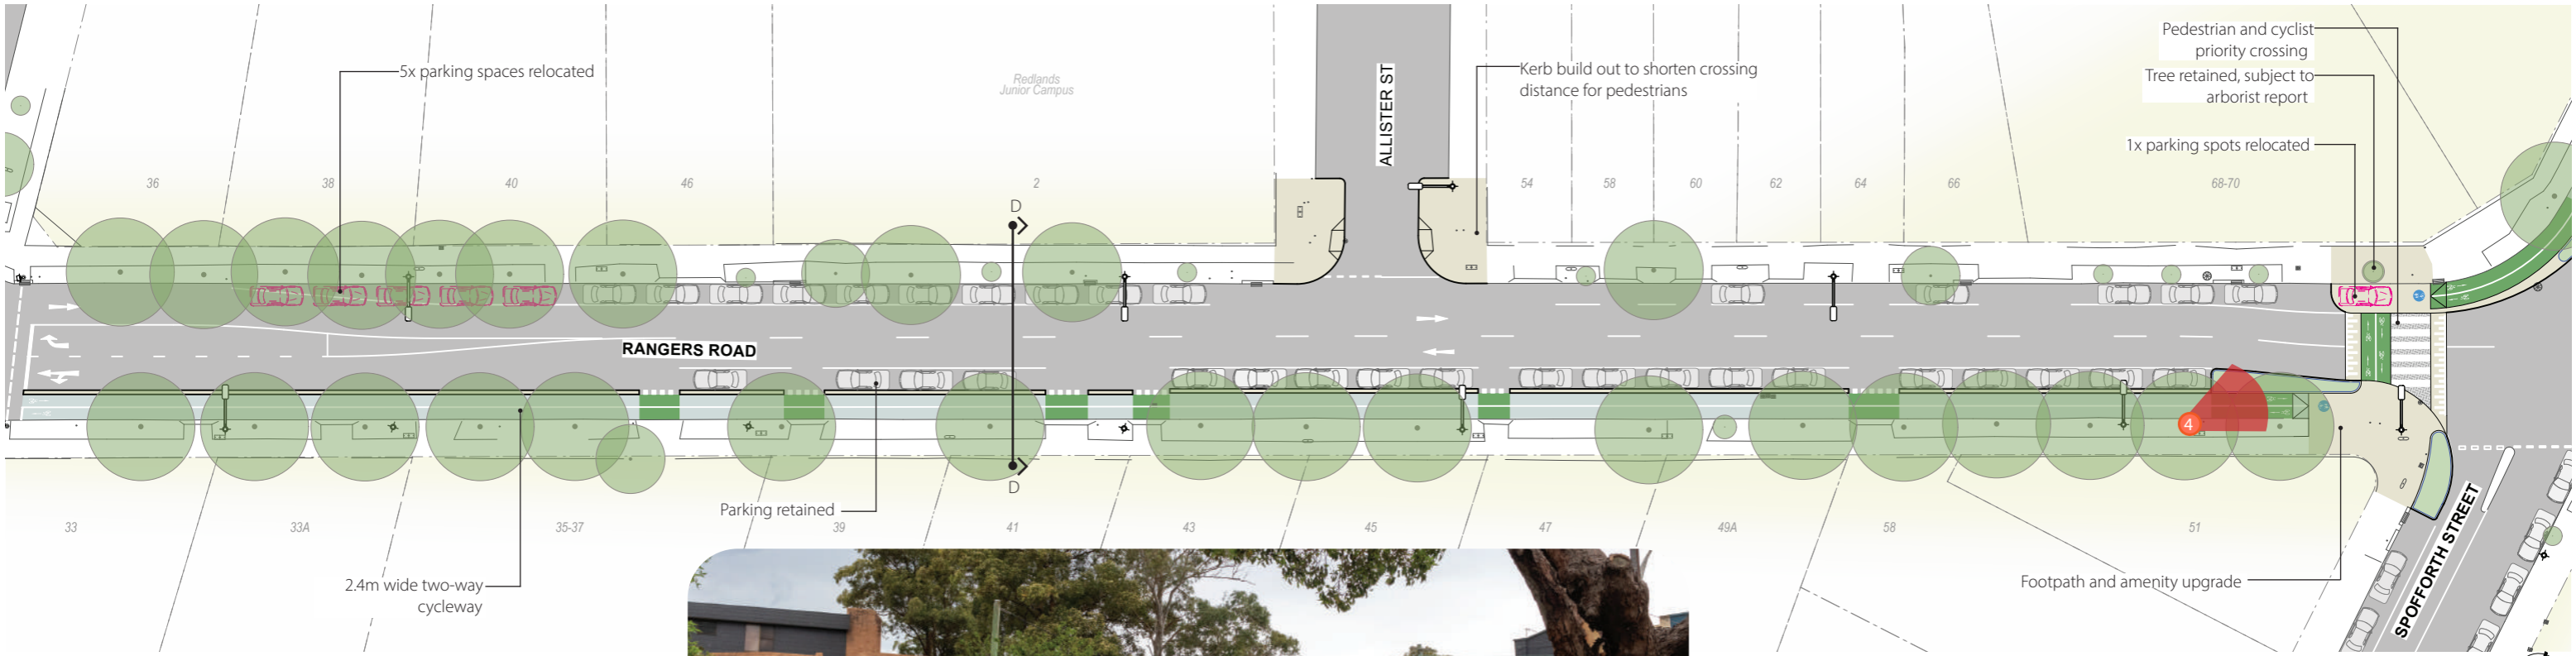 Pedestrian and cyclist
priority crossing
5x parking spaces relocated
Redlands
Junior Campus
ALLISTER ST
Kerb build out to shorten crossing
distance for pedestrians
Tree retained, subject to
arborist report
1x parking spots relocated
36
38
40
46
2
54
58
60
62
64
66
68-70
D
RANGERS ROAD
4
D
Parking retained
33
33A
35-37
39
41
43
45
47
49A
58
51
2.4m wide two-way
cycleway
Footpath and amenity upgrade
SPOFFORTH STREET